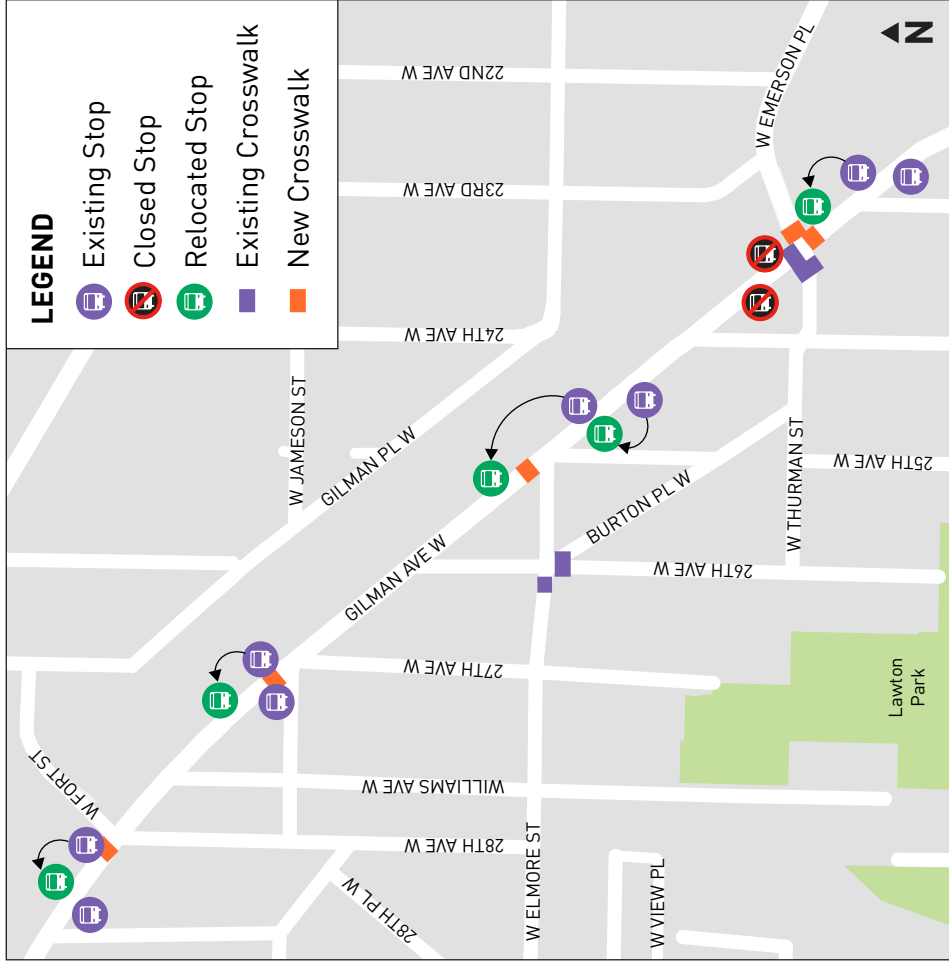 LEGEND
Existing Stop
Closed Stop
Relocated Stop
Existing Crosswalk
New Crosswalk
N
W FORT ST
28TH PL W
28TH AVE W
WILLIAMS AVE W
W ELMORE ST
W VIEW PL
27TH AVE W
GILMAN AVE W
GILMAN PL W
W JAMESON ST
26TH AVE W
BURTON PL W
25TH AVE W
W THURMAN ST
24TH AVE W
23RD AVE W
22ND AVE W
W EMERSON PL
Lawton
Park